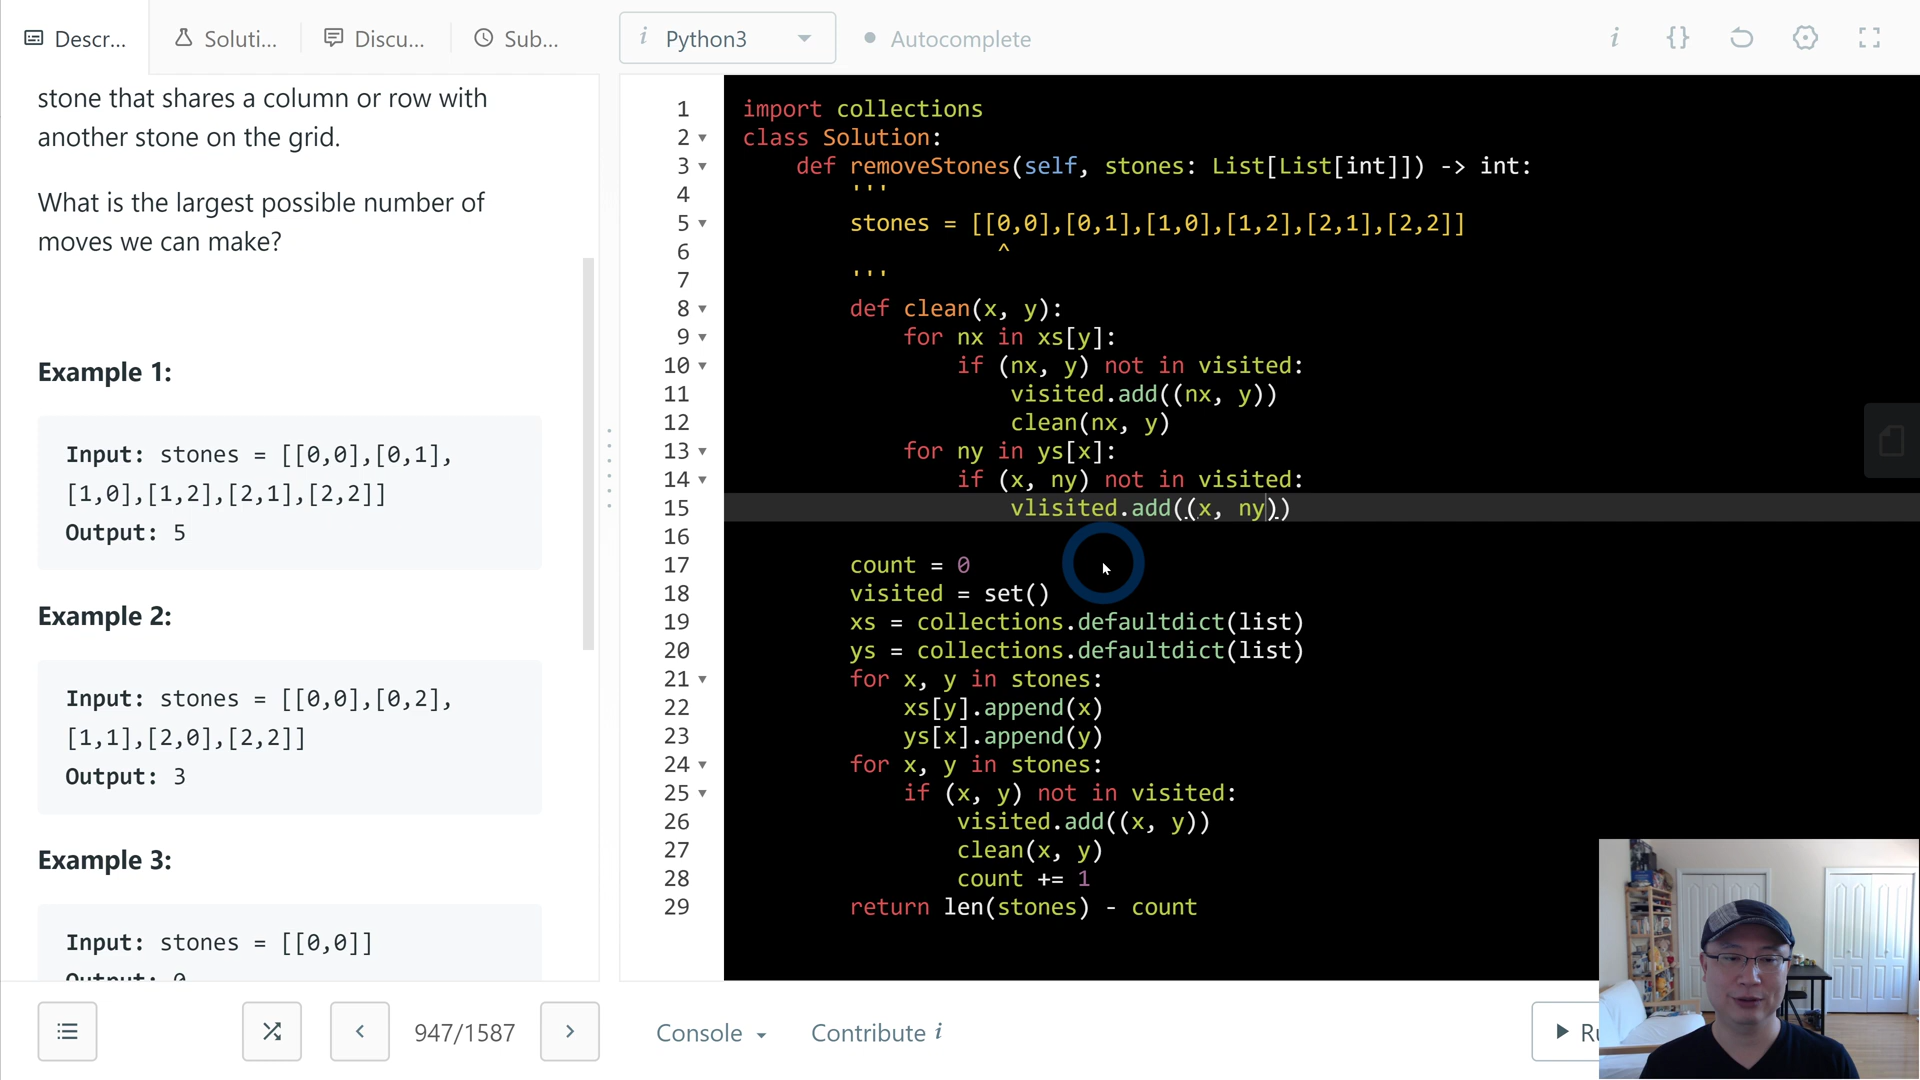 Descr...
Soluti...
Discu...
Sub...
i Python3
Autocomplete
i {}
stone that shares a column or row with
another stone on the grid.
What is the largest possible number of
moves we can make?
Example 1:
Input: stones = [[0,0],[0,1],
[1,0],[1,2],[2,1],[2,2]]
Output: 5
Example 2:
Input: stones = [[0,0],[0,2],
[1,1],[2,0],[2,2]]
Output: 3
Example 3:
Input: stones = [[0,0]]
Output: 0
1 import collections
2 class Solution:
3 def removeStones(self, stones: List[List[int]]) -> int:
4 '''
5 stones = [[0,0],[0,1],[1,0],[1,2],[2,1],[2,2]]
6 ^
7 '''
8 def clean(x, y):
9 for nx in xs[y]:
10 if (nx, y) not in visited:
11 visited.add((nx, y))
12 clean(nx, y)
13 for ny in ys[x]:
14 if (x, ny) not in visited:
15 vlisited.add((x, ny))
16
17 count = 0
18 visited = set()
19 xs = collections.defaultdict(list)
20 ys = collections.defaultdict(list)
21 for x, y in stones:
22 xs[y].append(x)
23 ys[x].append(y)
24 for x, y in stones:
25 if (x, y) not in visited:
26 visited.add((x, y))
27 clean(x, y)
28 count += 1
29 return len(stones) - count
947/1587
Console
Contribute i
Ru